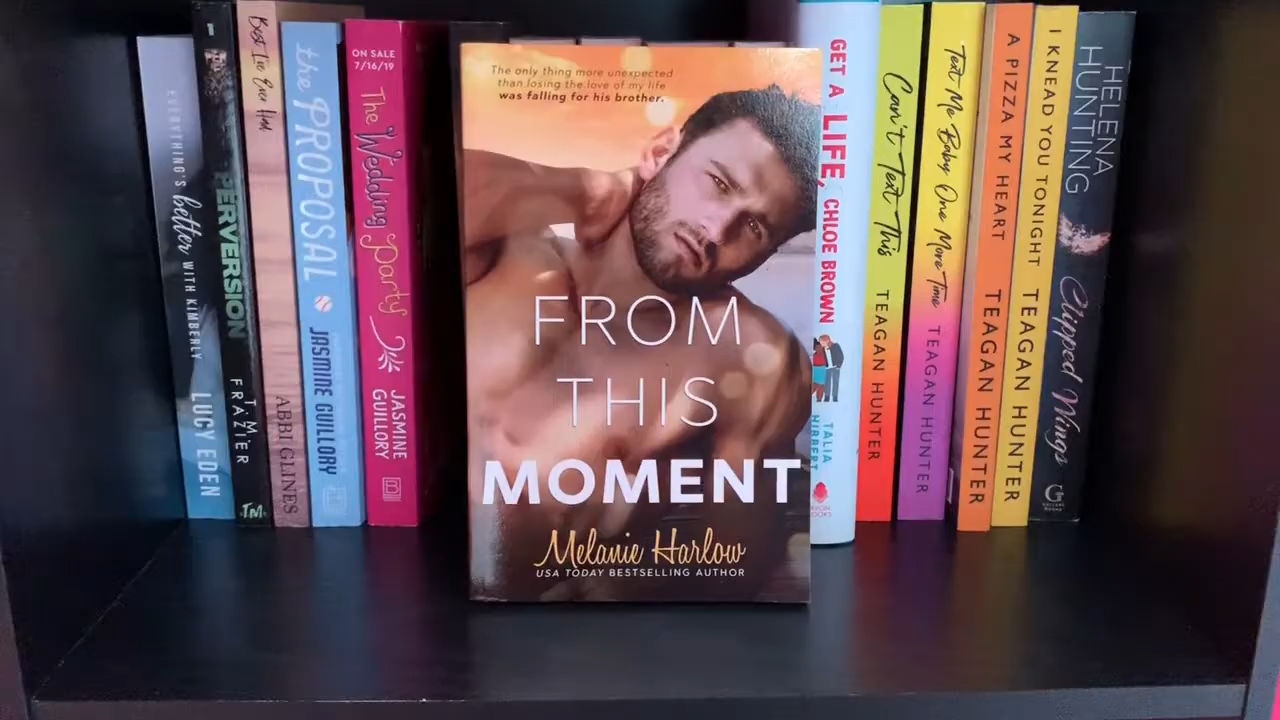 EVERYTHING'S better WITH KIMBERLY
LUCY EDEN
1
PERVERSION
T.M.
FRAZIER
T.M.
Best I've Ever Had
ABBI GLINES
the PROPOSAL
JASMINE GUILLORY
ON SALE
7/16/19
The Wedding Party
JASMINE
GUILLORY
The only thing more unexpected
than losing the love of my life
was falling for his brother.
FROM
THIS
MOMENT
Melanie Harlow
USA TODAY BESTSELLING AUTHOR
GET A LIFE, CHLOE BROWN
TALIA
HIBBERT
AVON
BOOKS
Can't Text This
TEAGAN HUNTER
Text Me Baby One More Time
TEAGAN HUNTER
A PIZZA MY HEART
TEAGAN HUNTER
I KNEAD YOU TONIGHT
TEAGAN HUNTER
HELENA
HUNTING
Clipped Wings